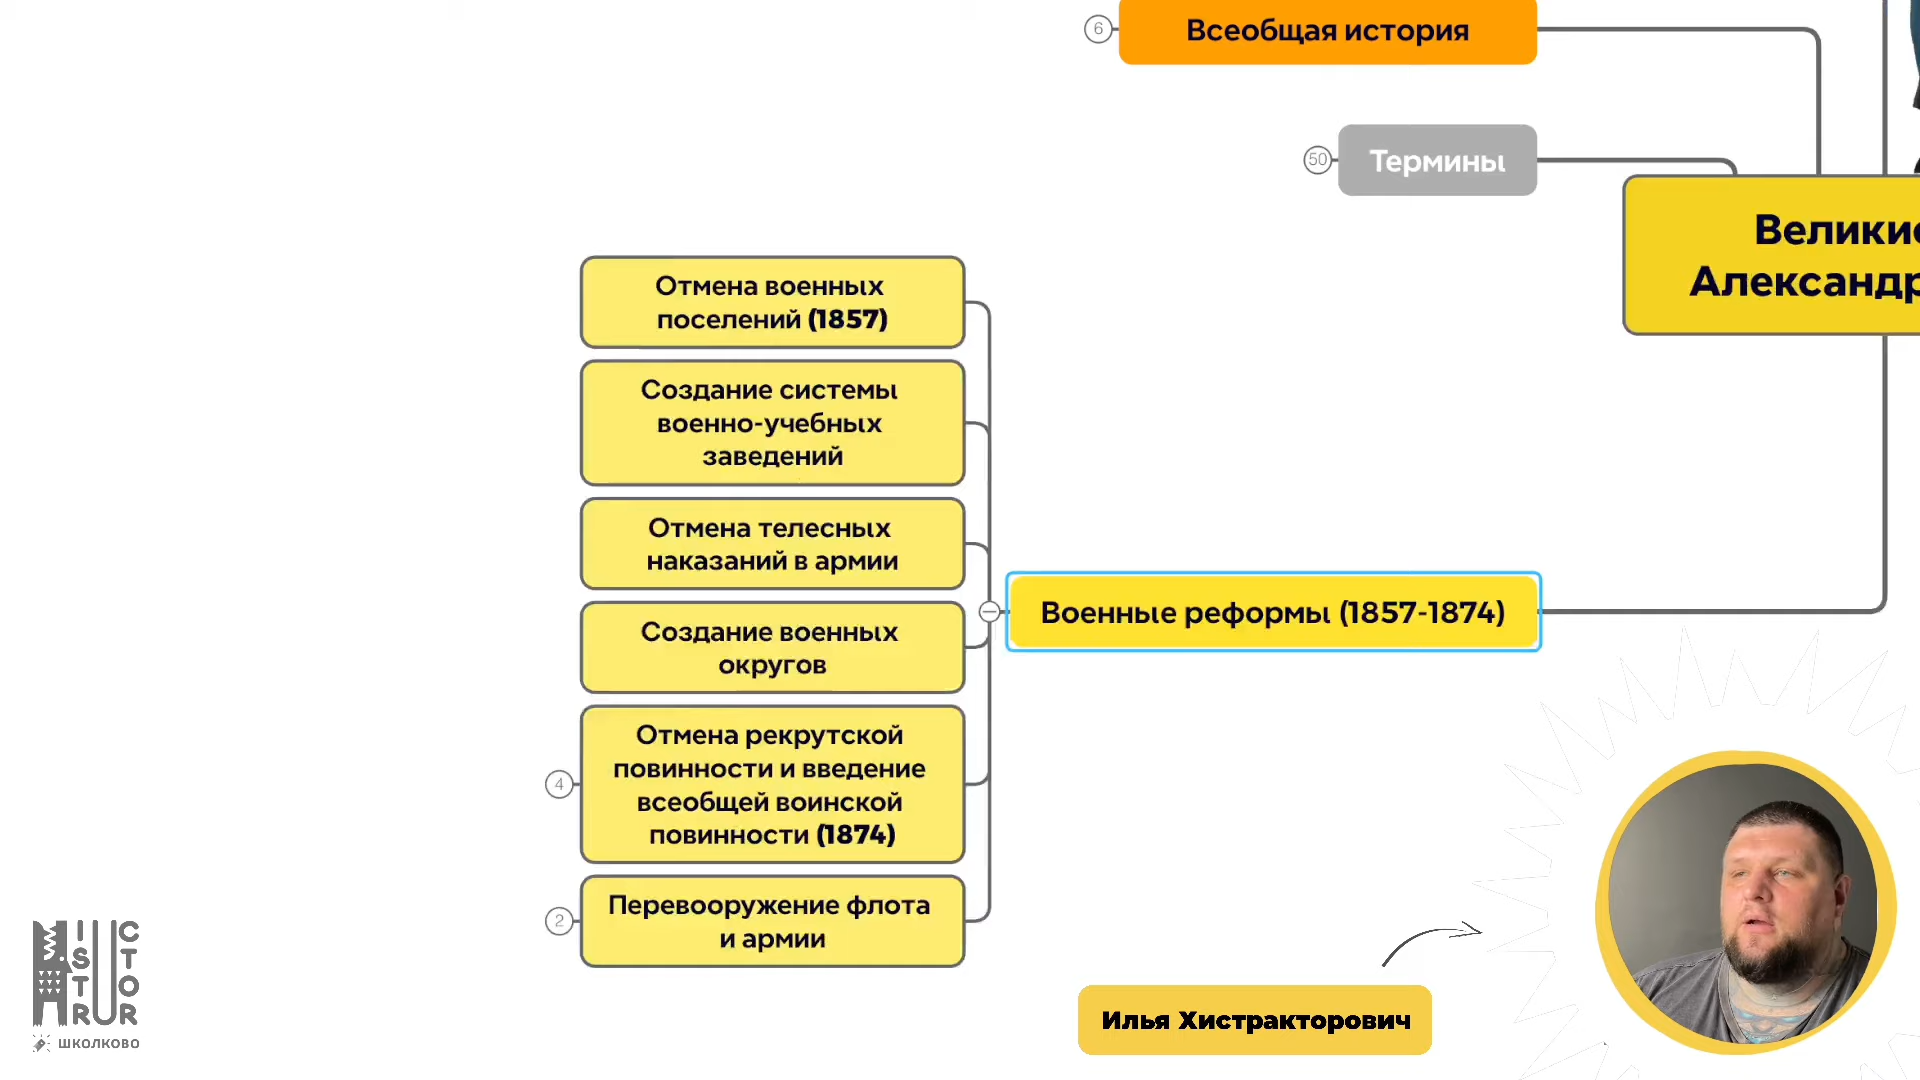 6
Всеобщая история
50
Термины
Великие
Александр
Отмена военных
поселений (1857)
Создание системы
военно-учебных
заведений
Отмена телесных
наказаний в армии
Создание военных
округов
Военные реформы (1857-1874)
4
Отмена рекрутской
повинности и введение
всеобщей воинской
повинности (1874)
2
Перевооружение флота
и армии
Илья Хистракторович
HISTRUCTOR
ШКОЛКОВО